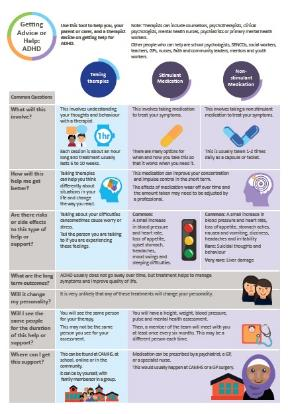 Getting
Advice or
Help:
ADHD
Use this tool to help you, your
parent or carer, and a therapist
decide on getting help for
ADHD.
Note: Therapists can include counsellors, psychotherapists, clinical
psychologists, mental health nurses, psychiatrists or primary mental health
workers.
Other people who can help are school psychologists, SENCOs, social workers,
teachers, GPs, nurses, faith and community leaders, mentors and youth
workers.
Talking
therapies
Stimulant
Medication
Non-
stimulant
Medication
Common Questions
What will this
involve?
This involves understanding
your thoughts and behaviour
with a therapist.
1hr
Each session is about an hour
long and treatment usually
lasts 6 to 10 weeks.
This involves taking medication
to treat your symptoms.
There are many options for
when and how you take this so
that it works when you need it.
This involves taking a non-stimulant
medication to treat your symptoms.
This is usually taken 1-2 times
daily as a capsule or tablet.
How will this
help me get
better?
Talking therapies
can help you think
differently about
situations in your
life and change
the way you react.
This medication may improve your concentration
and impulse control in the short term.
The effects of medication wear off over time and
the amount taken may need to be adjusted by
a professional.
Are there risks
or side effects
to this type of
help or
support?
Talking about your difficulties
can sometimes cause worry or
stress.
Tell the person you are talking
to if you are experiencing
these feelings.
Common:
A small increase
in blood pressure
and heart rate,
loss of appetite,
upset stomach,
headaches,
mood swings and
sleeping difficulties.
Common: A small increase in
blood pressure and heart rate,
loss of appetite, stomach aches,
nausea and vomiting, dizziness,
headaches and irritability
Rare: Suicidal thoughts and
behaviour
Very rare: Liver damage
What are the long
term outcomes?
ADHD usually does not go away over time, but treatment helps to manage
symptoms and improve quality of life.
Will it change
my personality?
It is very unlikely that any of these treatments will change your personality.
Will I see the
same people
for the duration
of this help or
support?
You will see the same person
for your therapy.
This may not be the same
person you see for your
assessment.
You will have a height, weight, blood pressure,
pulse and mental health assessment.
Then, a member of the team will meet with you
at least once every six months. This may be a
different person each time.
Where can I get
this support?
This can be found at CAMHS, at
school, online or in the
community.
It can be by yourself, with
family members or in a group.
Medication can be prescribed by a psychiatrist, a GP,
or a specialist nurse.
This would usually happen at CAMHS or a GP surgery.